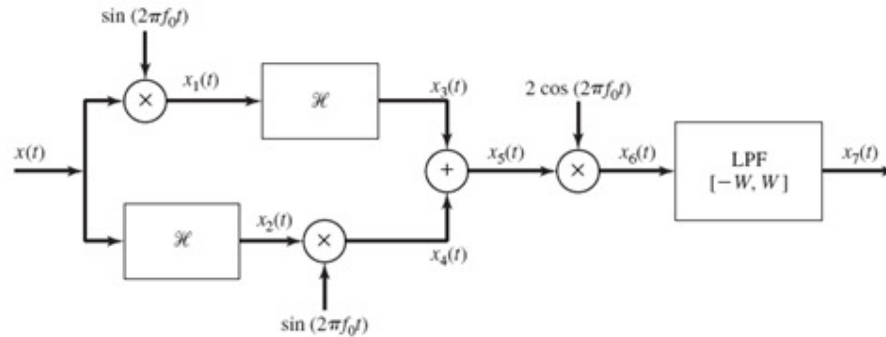 sin (2πf₀t)
x₁(t)
ℋ
x₃(t)
2 cos (2πf₀t)
x(t)
×
+
x₅(t)
×
x₆(t)
LPF
[−W, W]
x₇(t)
ℋ
x₂(t)
×
x₄(t)
sin (2πf₀t)